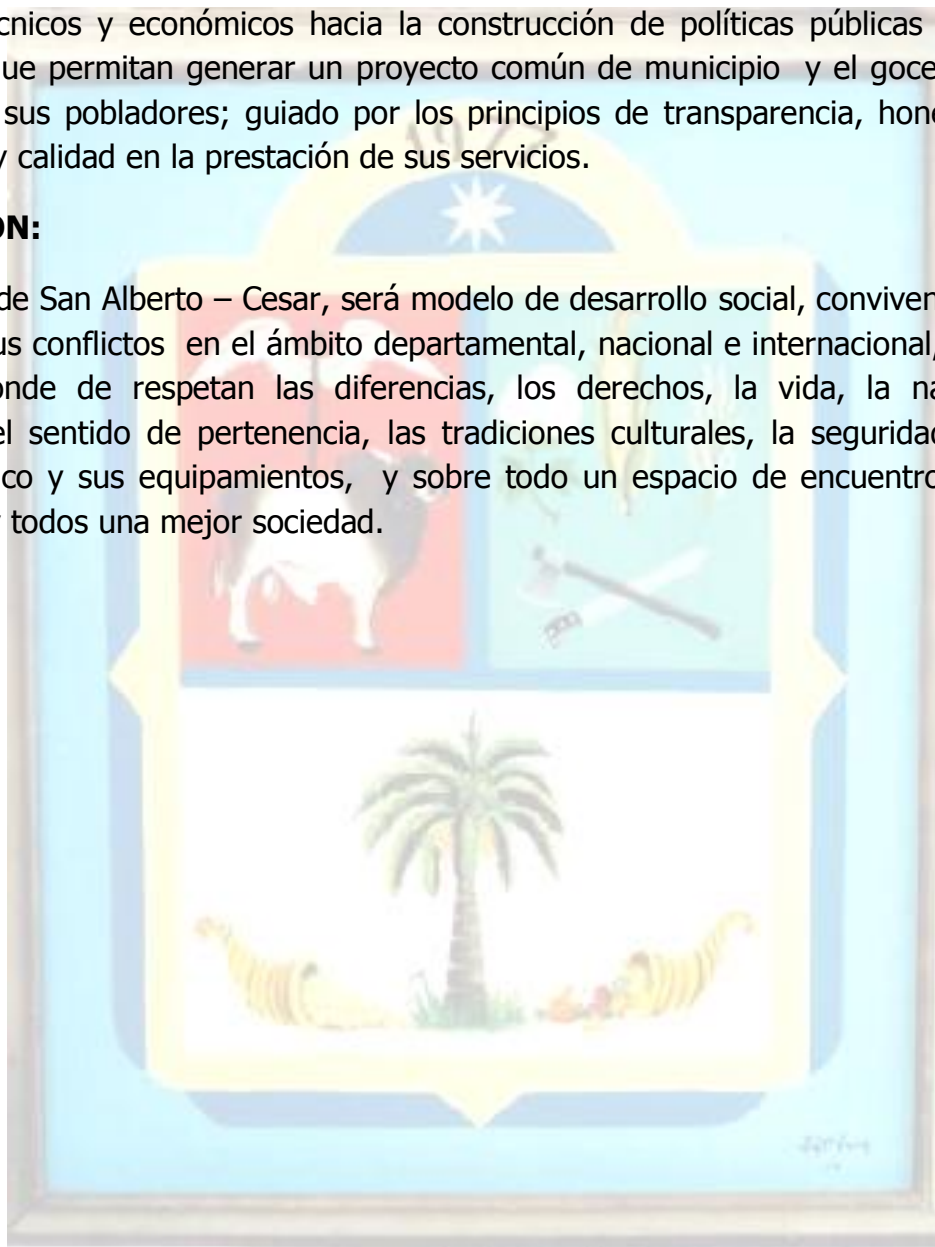 cnicos y económicos hacia la construcción de políticas públicas
ue permitan generar un proyecto común de municipio y el goce
sus pobladores; guiado por los principios de transparencia, hon
y calidad en la prestación de sus servicios.
ÓN:
de San Alberto – Cesar, será modelo de desarrollo social, conviven
us conflictos en el ámbito departamental, nacional e internacional,
onde de respetan las diferencias, los derechos, la vida, la na
el sentido de pertenencia, las tradiciones culturales, la seguridad
co y sus equipamientos, y sobre todo un espacio de encuentro
todos una mejor sociedad.